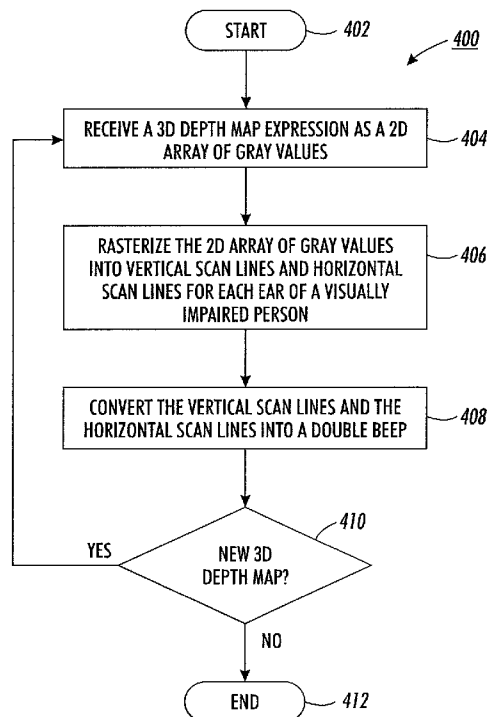 START
402
400
RECEIVE A 3D DEPTH MAP EXPRESSION AS A 2D
ARRAY OF GRAY VALUES
404
RASTERIZE THE 2D ARRAY OF GRAY VALUES
INTO VERTICAL SCAN LINES AND HORIZONTAL
SCAN LINES FOR EACH EAR OF A VISUALLY
IMPAIRED PERSON
406
CONVERT THE VERTICAL SCAN LINES AND THE
HORIZONTAL SCAN LINES INTO A DOUBLE BEEP
408
410
YES
NEW 3D
DEPTH MAP?
NO
END
412